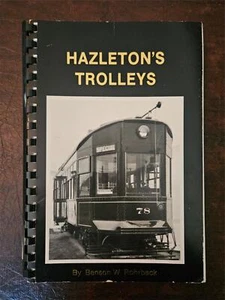 HAZLETON'S
TROLLEYS
78
By Benson W. Rohrbeck